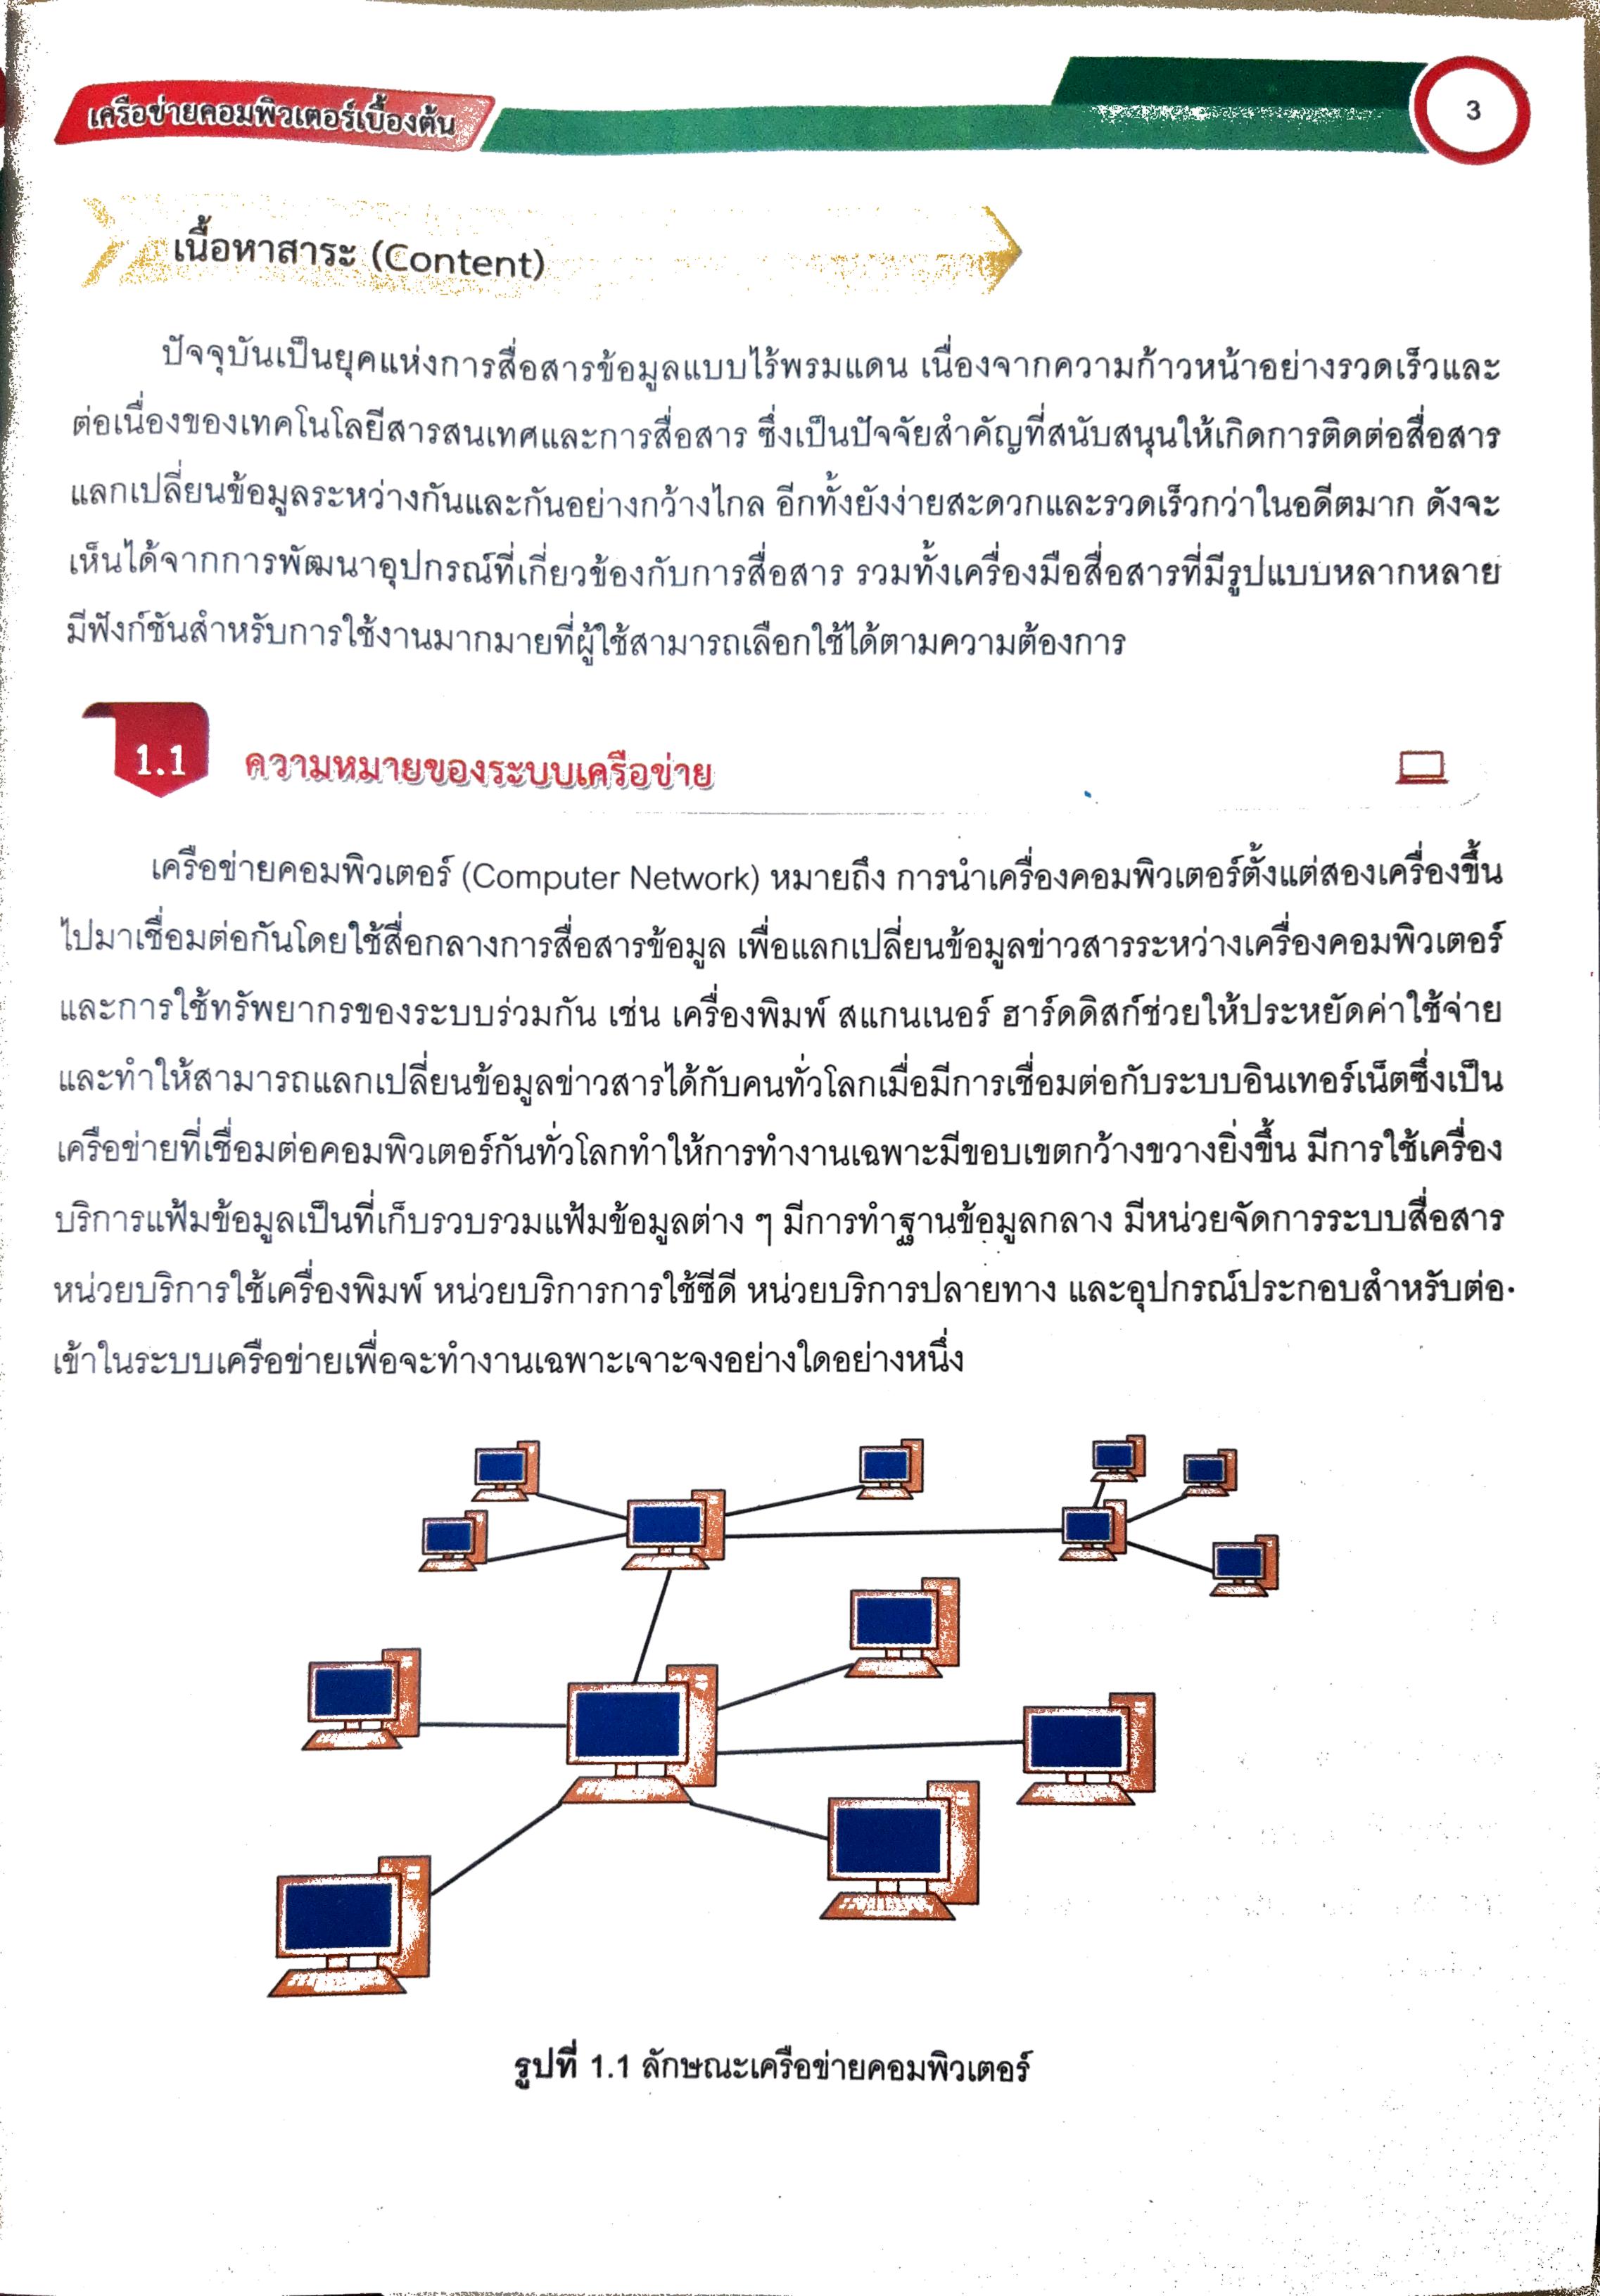 เครือข่ายคอมพิวเตอร์เบื้องต้น
3
เนื้อหาสาระ (Content)
ปัจจุบันเป็นยุคแห่งการสื่อสารข้อมูลแบบไร้พรมแดน เนื่องจากความก้าวหน้าอย่างรวดเร็วและ
ต่อเนื่องของเทคโนโลยีสารสนเทศและการสื่อสาร ซึ่งเป็นปัจจัยสำคัญที่สนับสนุนให้เกิดการติดต่อสื่อสาร
แลกเปลี่ยนข้อมูลระหว่างกันและกันอย่างกว้างไกล อีกทั้งยังง่ายสะดวกและรวดเร็วกว่าในอดีตมาก ดังจะ
เห็นได้จากการพัฒนาอุปกรณ์ที่เกี่ยวข้องกับการสื่อสาร รวมทั้งเครื่องมือสื่อสารที่มีรูปแบบหลากหลาย
มีฟังก์ชันสำหรับการใช้งานมากมายที่ผู้ใช้สามารถเลือกใช้ได้ตามความต้องการ
1.1 ความหมายของระบบเครือข่าย
เครือข่ายคอมพิวเตอร์ (Computer Network) หมายถึง การนำเครื่องคอมพิวเตอร์ตั้งแต่สองเครื่องขึ้น
ไปมาเชื่อมต่อกันโดยใช้สื่อกลางการสื่อสารข้อมูล เพื่อแลกเปลี่ยนข้อมูลข่าวสารระหว่างเครื่องคอมพิวเตอร์
และการใช้ทรัพยากรของระบบร่วมกัน เช่น เครื่องพิมพ์ สแกนเนอร์ ฮาร์ดดิสก์ช่วยให้ประหยัดค่าใช้จ่าย
และทำให้สามารถแลกเปลี่ยนข้อมูลข่าวสารได้กับคนทั่วโลกเมื่อมีการเชื่อมต่อกับระบบอินเทอร์เน็ตซึ่งเป็น
เครือข่ายที่เชื่อมต่อคอมพิวเตอร์กันทั่วโลกทำให้การทำงานเฉพาะมีขอบเขตกว้างขวางยิ่งขึ้น มีการใช้เครื่อง
บริการแฟ้มข้อมูลเป็นที่เก็บรวบรวมแฟ้มข้อมูลต่าง ๆ มีการทำฐานข้อมูลกลาง มีหน่วยจัดการระบบสื่อสาร
หน่วยบริการใช้เครื่องพิมพ์ หน่วยบริการการใช้ซีดี หน่วยบริการปลายทาง และอุปกรณ์ประกอบสำหรับต่อ
เข้าในระบบเครือข่ายเพื่อจะทำงานเฉพาะเจาะจงอย่างใดอย่างหนึ่ง
รูปที่ 1.1 ลักษณะเครือข่ายคอมพิวเตอร์